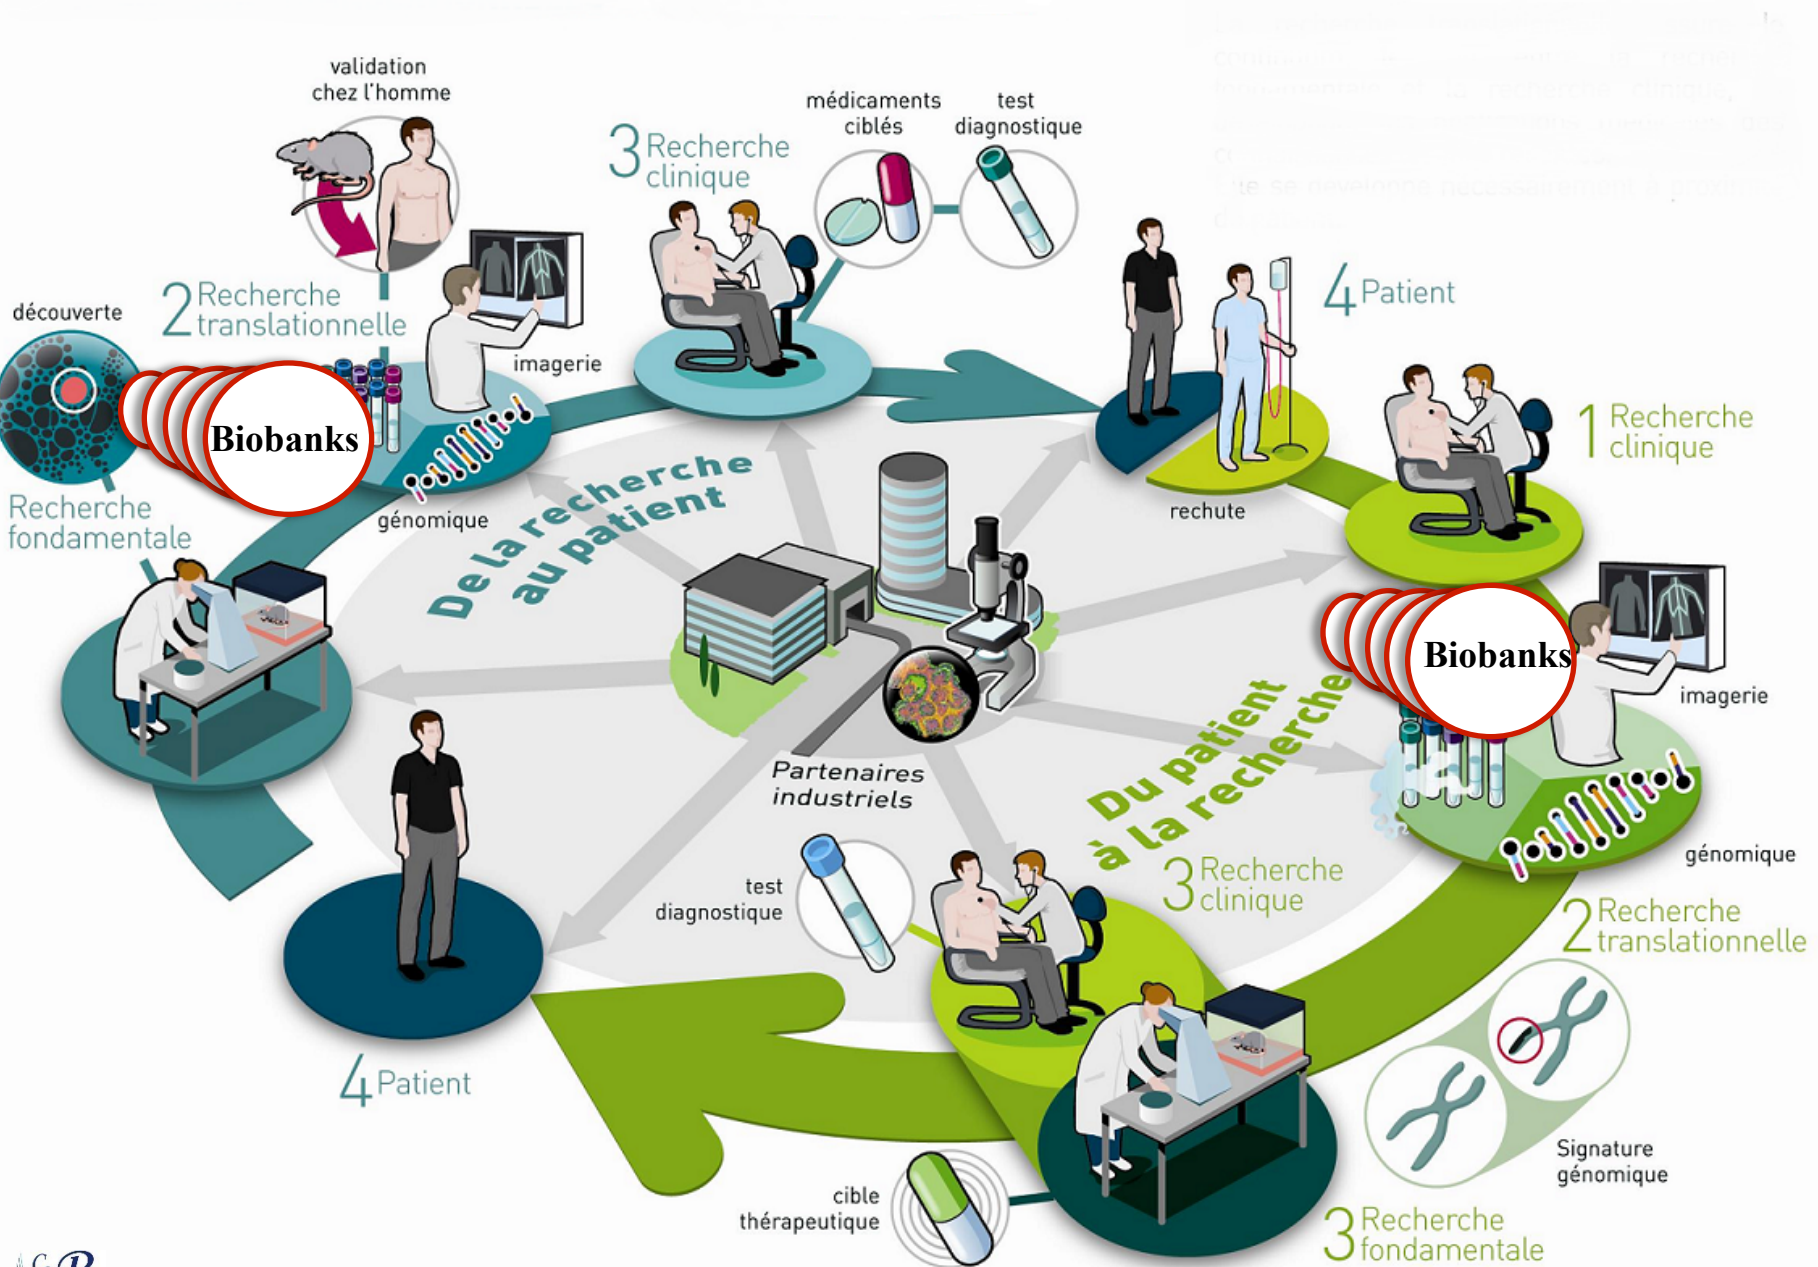 validation
chez l'homme
3 Recherche
clinique
médicaments
ciblés
test
diagnostique
découverte
2 Recherche
translationnelle
imagerie
4 Patient
Biobanks
génomique
De la recherche
au patient
Recherche
fondamentale
rechute
1 Recherche
clinique
Biobanks
imagerie
Partenaires
industriels
Du patient
à la recherche
génomique
test
diagnostique
3 Recherche
clinique
2 Recherche
translationnelle
4 Patient
Signature
génomique
cible
thérapeutique
3 Recherche
fondamentale